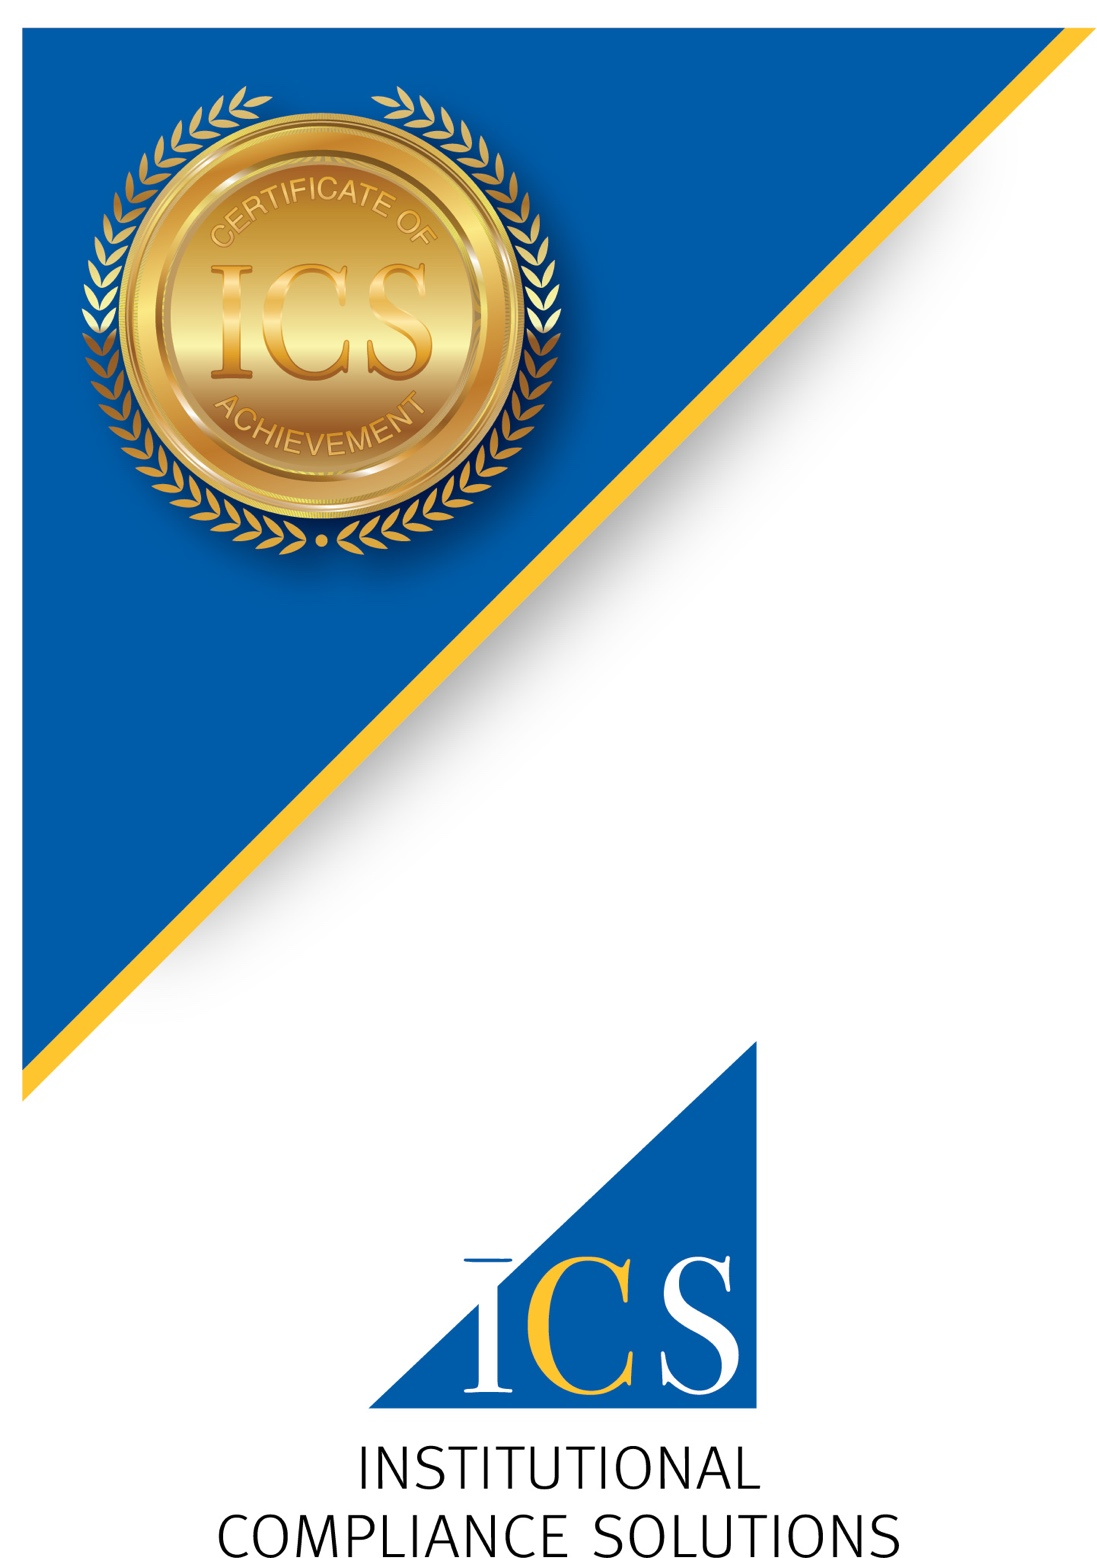 CERTIFICATE OF
ICS
ACHIEVEMENT
ICS
INSTITUTIONAL
COMPLIANCE SOLUTIONS